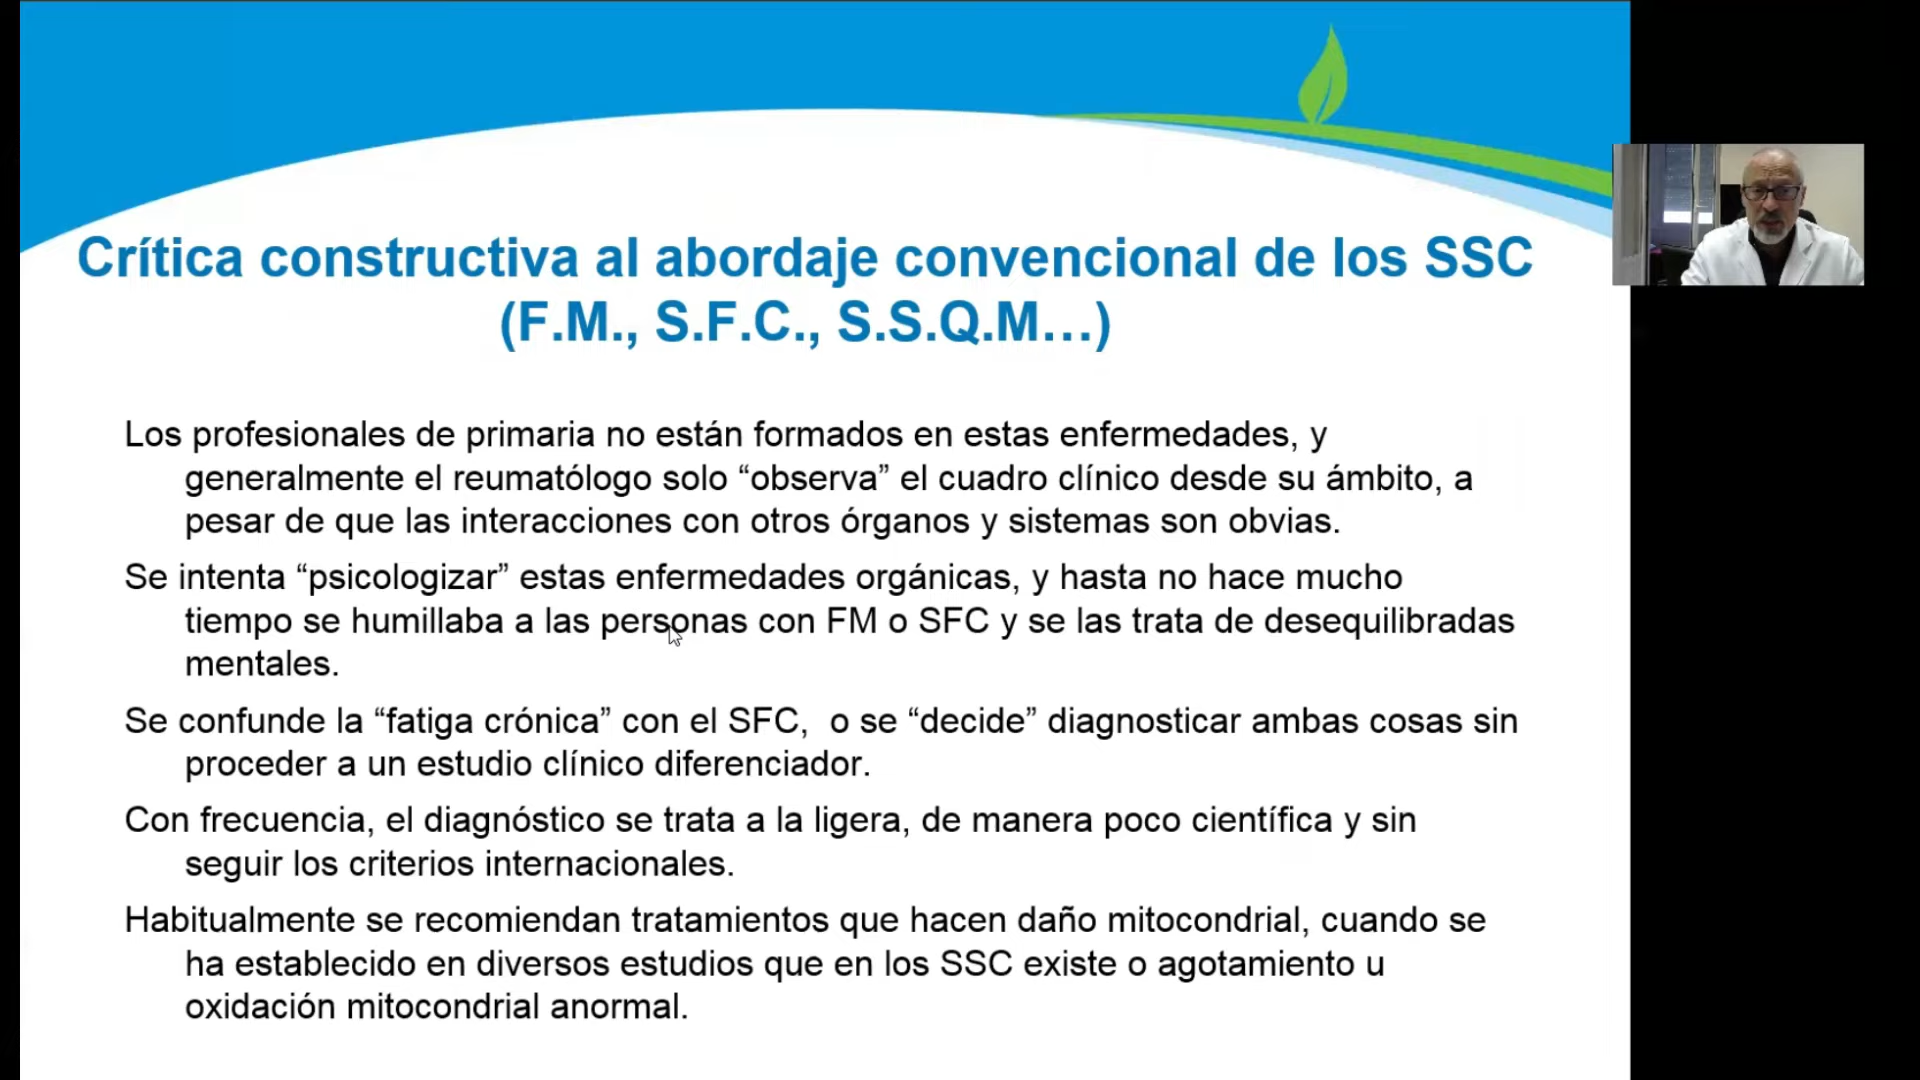 Crítica constructiva al abordaje convencional de los SSC
(F.M., S.F.C., S.S.Q.M…)
Los profesionales de primaria no están formados en estas enfermedades, y
generalmente el reumatólogo solo “observa” el cuadro clínico desde su ámbito, a
pesar de que las interacciones con otros órganos y sistemas son obvias.
Se intenta “psicologizar” estas enfermedades orgánicas, y hasta no hace mucho
tiempo se humillaba a las personas con FM o SFC y se las trata de desequilibradas
mentales.
Se confunde la “fatiga crónica” con el SFC,  o se “decide” diagnosticar ambas cosas sin
proceder a un estudio clínico diferenciador.
Con frecuencia, el diagnóstico se trata a la ligera, de manera poco científica y sin
seguir los criterios internacionales.
Habitualmente se recomiendan tratamientos que hacen daño mitocondrial, cuando se
ha establecido en diversos estudios que en los SSC existe o agotamiento u
oxidación mitocondrial anormal.